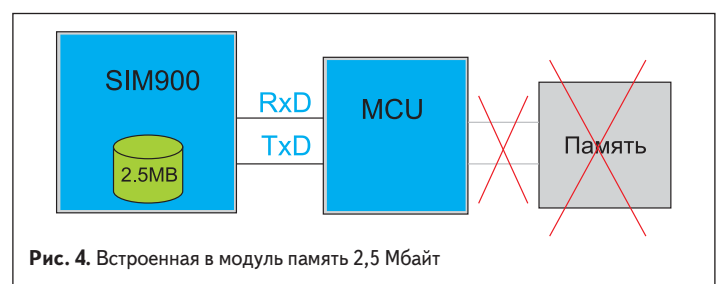 SIM900
RxD
MCU
TxD
Память
2.5MB
Рис. 4. Встроенная в модуль память 2,5 Мбайт